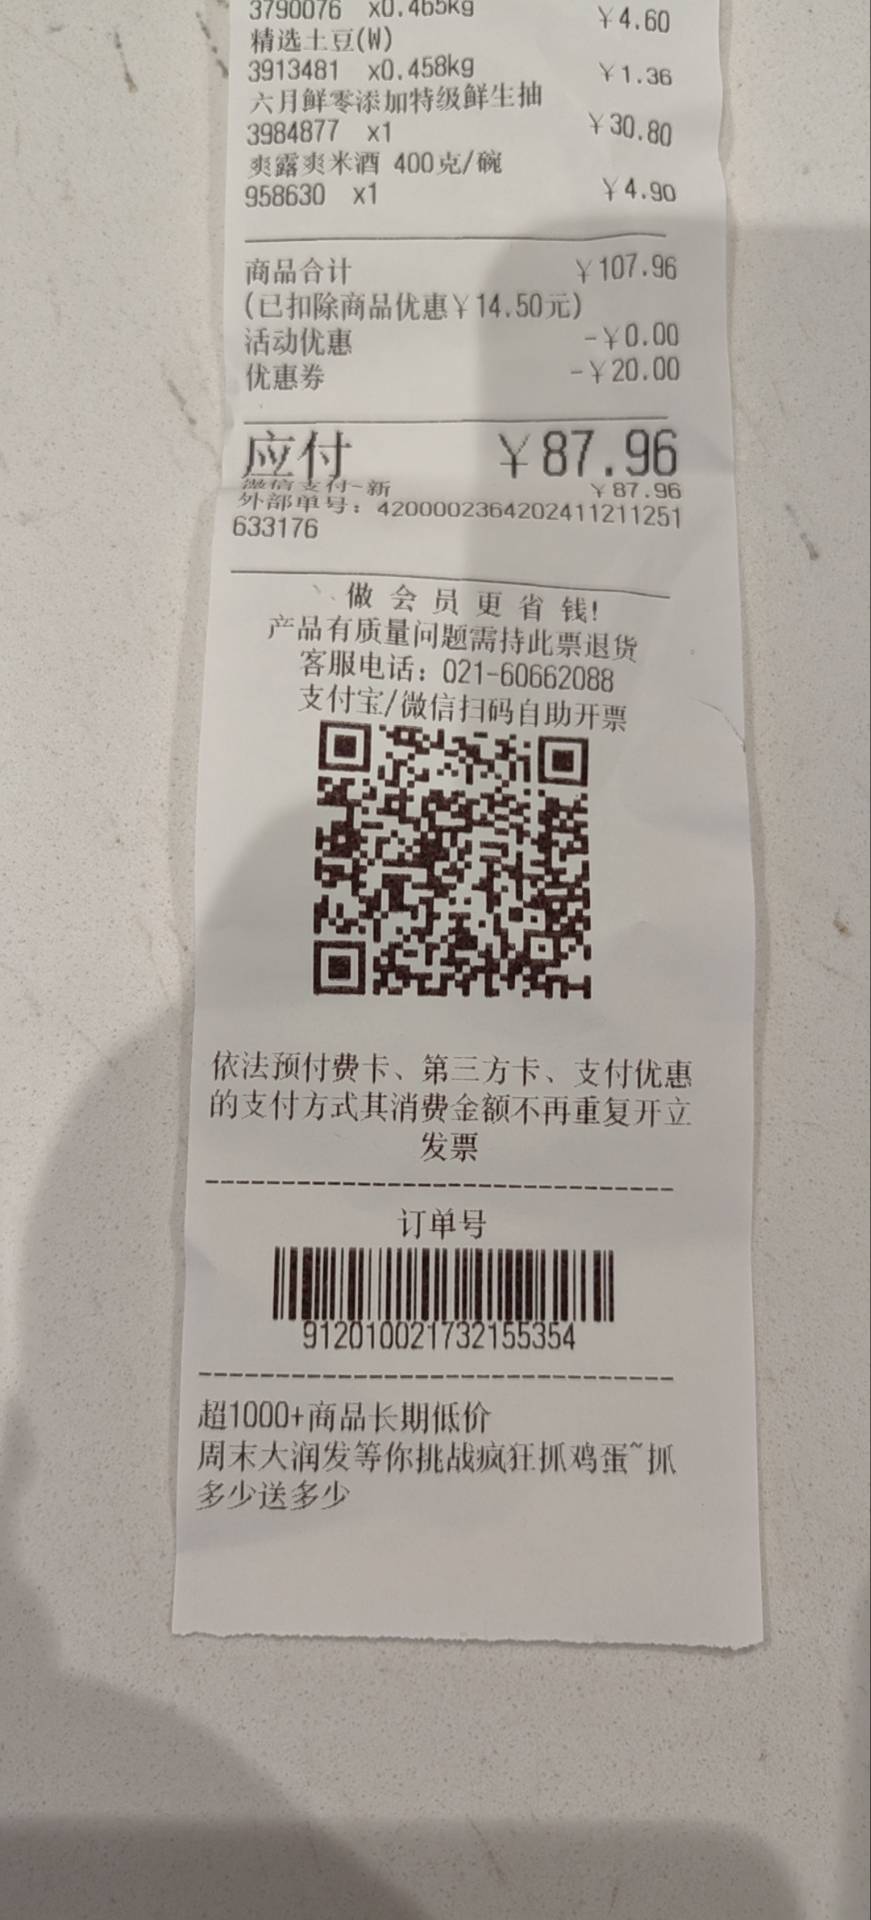 3790076 x0.465kg ￥4.60
精选土豆(W)
3913481 x0.458kg ￥1.36
六月鲜零添加特级鲜生抽
3984877 x1 ￥30.80
爽露爽米酒 400克/碗
958630 x1 ￥4.90
商品合计 ￥107.96
(已扣除商品优惠￥14.50元)
活动优惠 -￥0.00
优惠券 -￥20.00
应付 ￥87.96
微信支付-新 ￥87.96
外部单号: 4200002364202411211251
633176
做会员更省钱!
产品有质量问题需持此票退货
客服电话: 021-60662088
支付宝/微信扫码自助开票
依法预付费卡、第三方卡、支付优惠
的支付方式其消费金额不再重复开立
发票
订单号
912010021732155354
超1000+商品长期低价
周末大润发等你挑战疯狂抓鸡蛋~抓
多少送多少